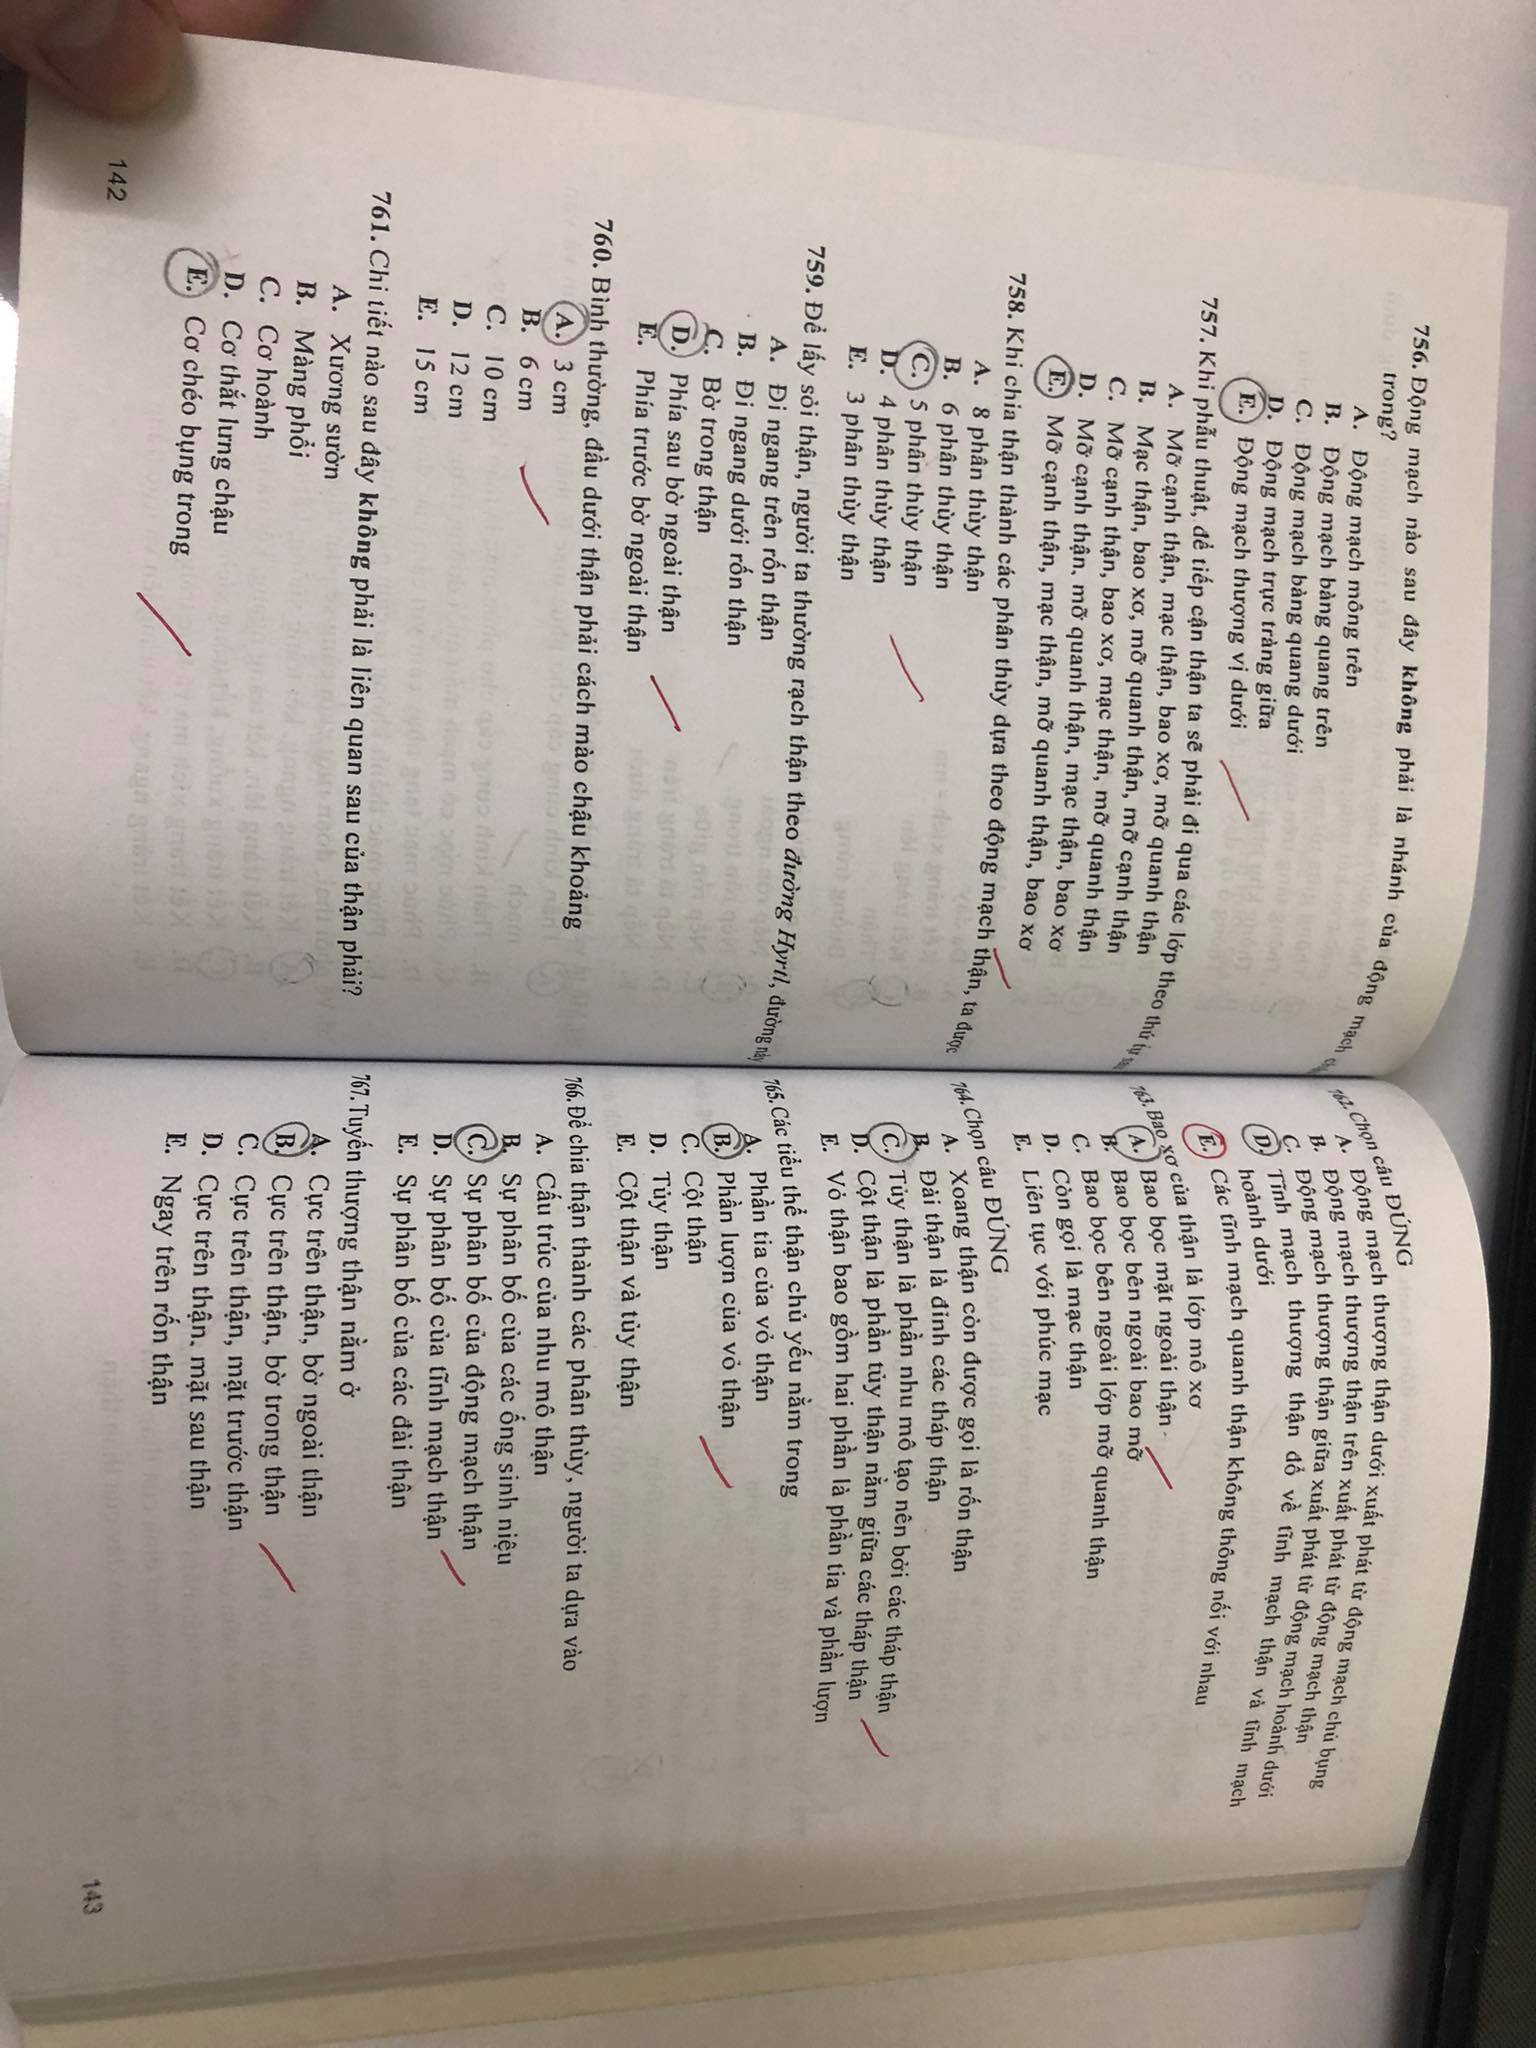 756. Động mạch nào sau đây không phải là nhánh của động mạch
trong?
A. Động mạch mông trên
B. Động mạch bàng quang trên
C. Động mạch bàng quang dưới
D. Động mạch trực tràng giữa
E. Động mạch thượng vị dưới
757. Khi phẫu thuật, để tiếp cận thận ta sẽ phải đi qua các lớp theo thứ tự sau
A. Mỡ cạnh thận, mạc thận, bao xơ, mỡ quanh thận
B. Mạc thận, bao xơ, mỡ quanh thận, mỡ cạnh thận
C. Mỡ cạnh thận, bao xơ, mạc thận, mỡ quanh thận
D. Mỡ cạnh thận, mỡ quanh thận, mạc thận, bao xơ
E. Mỡ cạnh thận, mạc thận, mỡ quanh thận, bao xơ
758. Khi chia thận thành các phân thùy dựa theo động mạch thận, ta được
A. 8 phân thùy thận
B. 6 phân thùy thận
C. 5 phân thùy thận
D. 4 phân thùy thận
E. 3 phân thùy thận
759. Để lấy sỏi thận, người ta thường rạch thận theo đường Hyrtl, đường này
A. Đi ngang trên rốn thận
B. Đi ngang dưới rốn thận
C. Bờ trong thận
D. Phía sau bờ ngoài thận
E. Phía trước bờ ngoài thận
760. Bình thường, đầu dưới thận phải cách mào chậu khoảng
A. 3 cm
B. 6 cm
C. 10 cm
D. 12 cm
E. 15 cm
761. Chi tiết nào sau đây không phải là liên quan sau của thận phải?
A. Xương sườn
B. Màng phổi
C. Cơ hoành
D. Cơ thắt lưng chậu
E. Cơ chéo bụng trong
142
762. Chọn câu ĐÚNG
A. Động mạch thượng thận dưới xuất phát từ động mạch chủ bụng
B. Động mạch thượng thận trên xuất phát từ động mạch thận
C. Động mạch thượng thận giữa xuất phát từ động mạch hoành dưới
D. Tĩnh mạch thượng thận đổ về tĩnh mạch thận và tĩnh mạch
hoành dưới
E. Các tĩnh mạch quanh thận không thông nối với nhau
763. Bao xơ của thận là lớp mô xơ
A. Bao bọc mặt ngoài thận
B. Bao bọc bên ngoài bao mỡ
C. Bao bọc bên ngoài lớp mỡ quanh thận
D. Còn gọi là mạc thận
E. Liên tục với phúc mạc
764. Chọn câu ĐÚNG
A. Xoang thận còn được gọi là rốn thận
B. Đài thận là đỉnh các tháp thận
C. Tủy thận là phần nhu mô tạo nên bởi các tháp thận
D. Cột thận là phần tủy thận nằm giữa các tháp thận
E. Vỏ thận bao gồm hai phần là phần tia và phần lượn
765. Các tiểu thể thận chủ yếu nằm trong
A. Phần tia của vỏ thận
B. Phần lượn của vỏ thận
C. Cột thận
D. Tủy thận
E. Cột thận và tủy thận
766. Để chia thận thành các phân thùy, người ta dựa vào
A. Cấu trúc của nhu mô thận
B. Sự phân bố của các ống sinh niệu
C. Sự phân bố của động mạch thận
D. Sự phân bố của tĩnh mạch thận
E. Sự phân bố của các đài thận
767. Tuyến thượng thận nằm ở
A. Cực trên thận, bờ ngoài thận
B. Cực trên thận, bờ trong thận
C. Cực trên thận, mặt trước thận
D. Cực trên thận, mặt sau thận
E. Ngay trên rốn thận
143